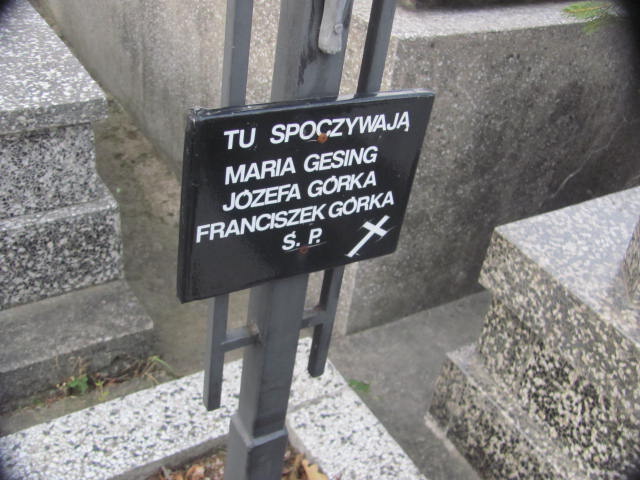 TU SPOCZYWAJĄ
MARIA GESING
JÓZEFA GÓRKA
FRANCISZEK GÓRKA
Ś. P.